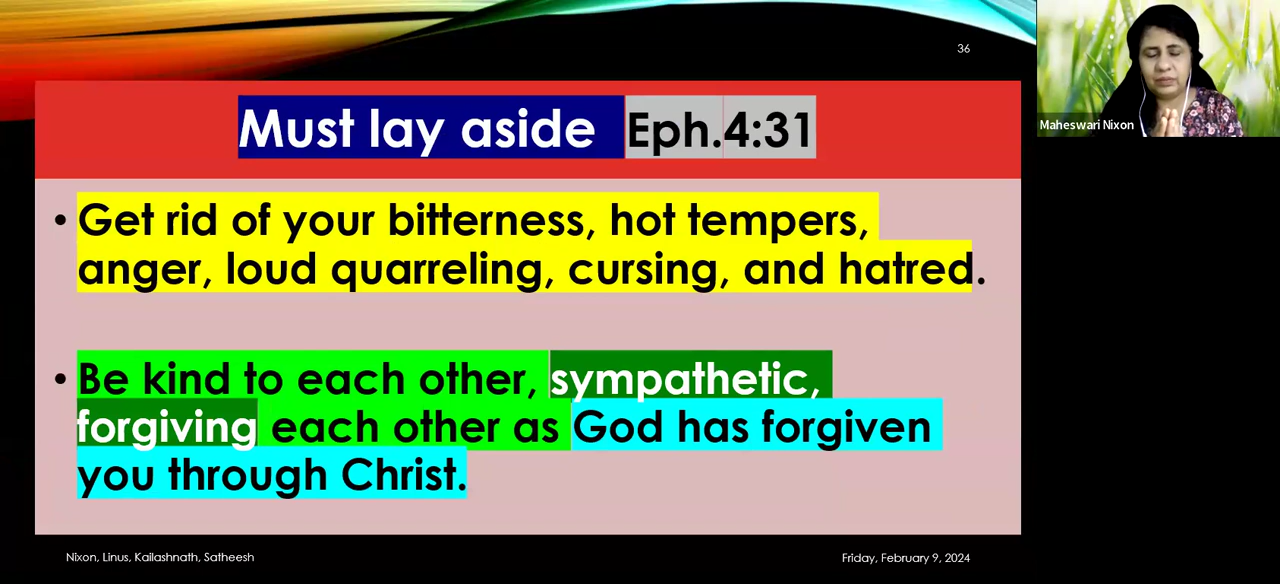 36
Maheswari Nixon
Must lay aside Eph.4:31
• Get rid of your bitterness, hot tempers,
anger, loud quarreling, cursing, and hatred.
• Be kind to each other, sympathetic,
forgiving each other as God has forgiven
you through Christ.
Nixon, Linus, Kailashnath, Satheesh
Friday, February 9, 2024